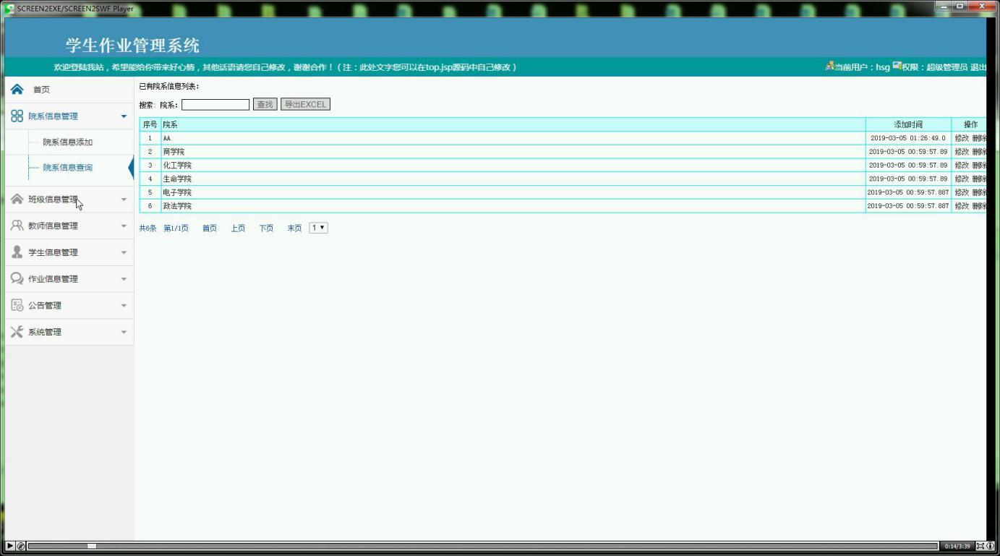 SCREEN2EXE/SCREEN2SWF Player
学生作业管理系统
欢迎登陆我站，希望能给你带来好心情，其他话语请您自己修改，谢谢合作！（注：此处文字您可以在top.jsp源码中自己修改）
当前用户：hsg 权限：超级管理员 退出
首页
院系信息管理
院系信息添加
院系信息查询
班级信息管理
教师信息管理
学生信息管理
作业信息管理
公告管理
系统管理
已有院系信息列表：
搜索: 院系： 查找 导出EXCEL
序号 院系 添加时间 操作
1 AA 2019-03-05 01:26:49.0 修改 删除
2 商学院 2019-03-05 00:59:57.89 修改 删除
3 化工学院 2019-03-05 00:59:57.89 修改 删除
4 生命学院 2019-03-05 00:59:57.89 修改 删除
5 电子学院 2019-03-05 00:59:57.887 修改 删除
6 政法学院 2019-03-05 00:59:57.887 修改 删除
共6条 第1/1页 首页 上页 下页 末页 1
0:14/3:39